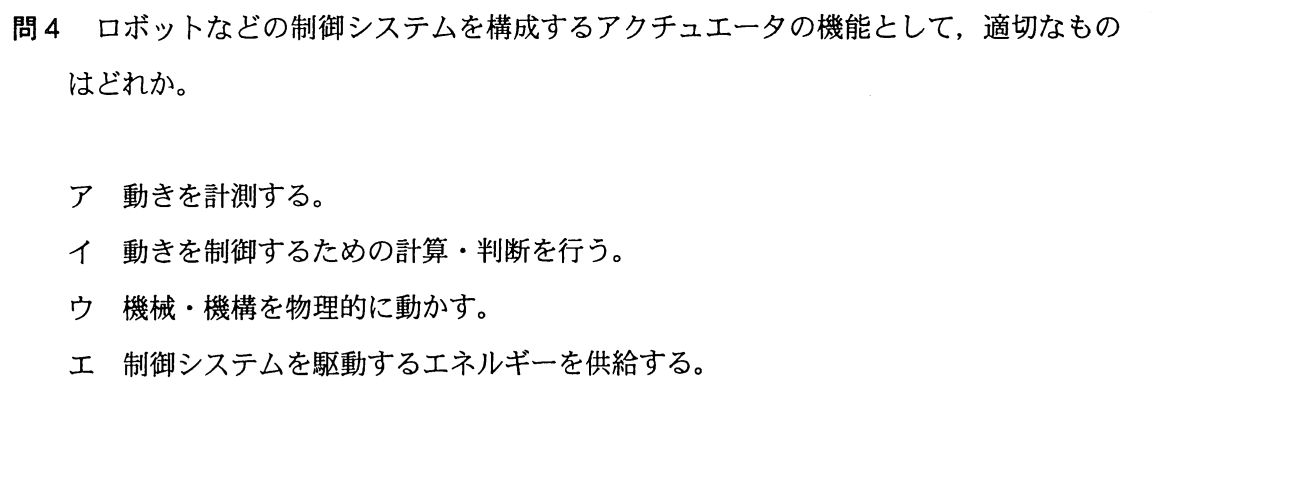 問4　ロボットなどの制御システムを構成するアクチュエータの機能として，適切なもの
はどれか。
ア　動きを計測する。
イ　動きを制御するための計算・判断を行う。
ウ　機械・機構を物理的に動かす。
エ　制御システムを駆動するエネルギーを供給する。